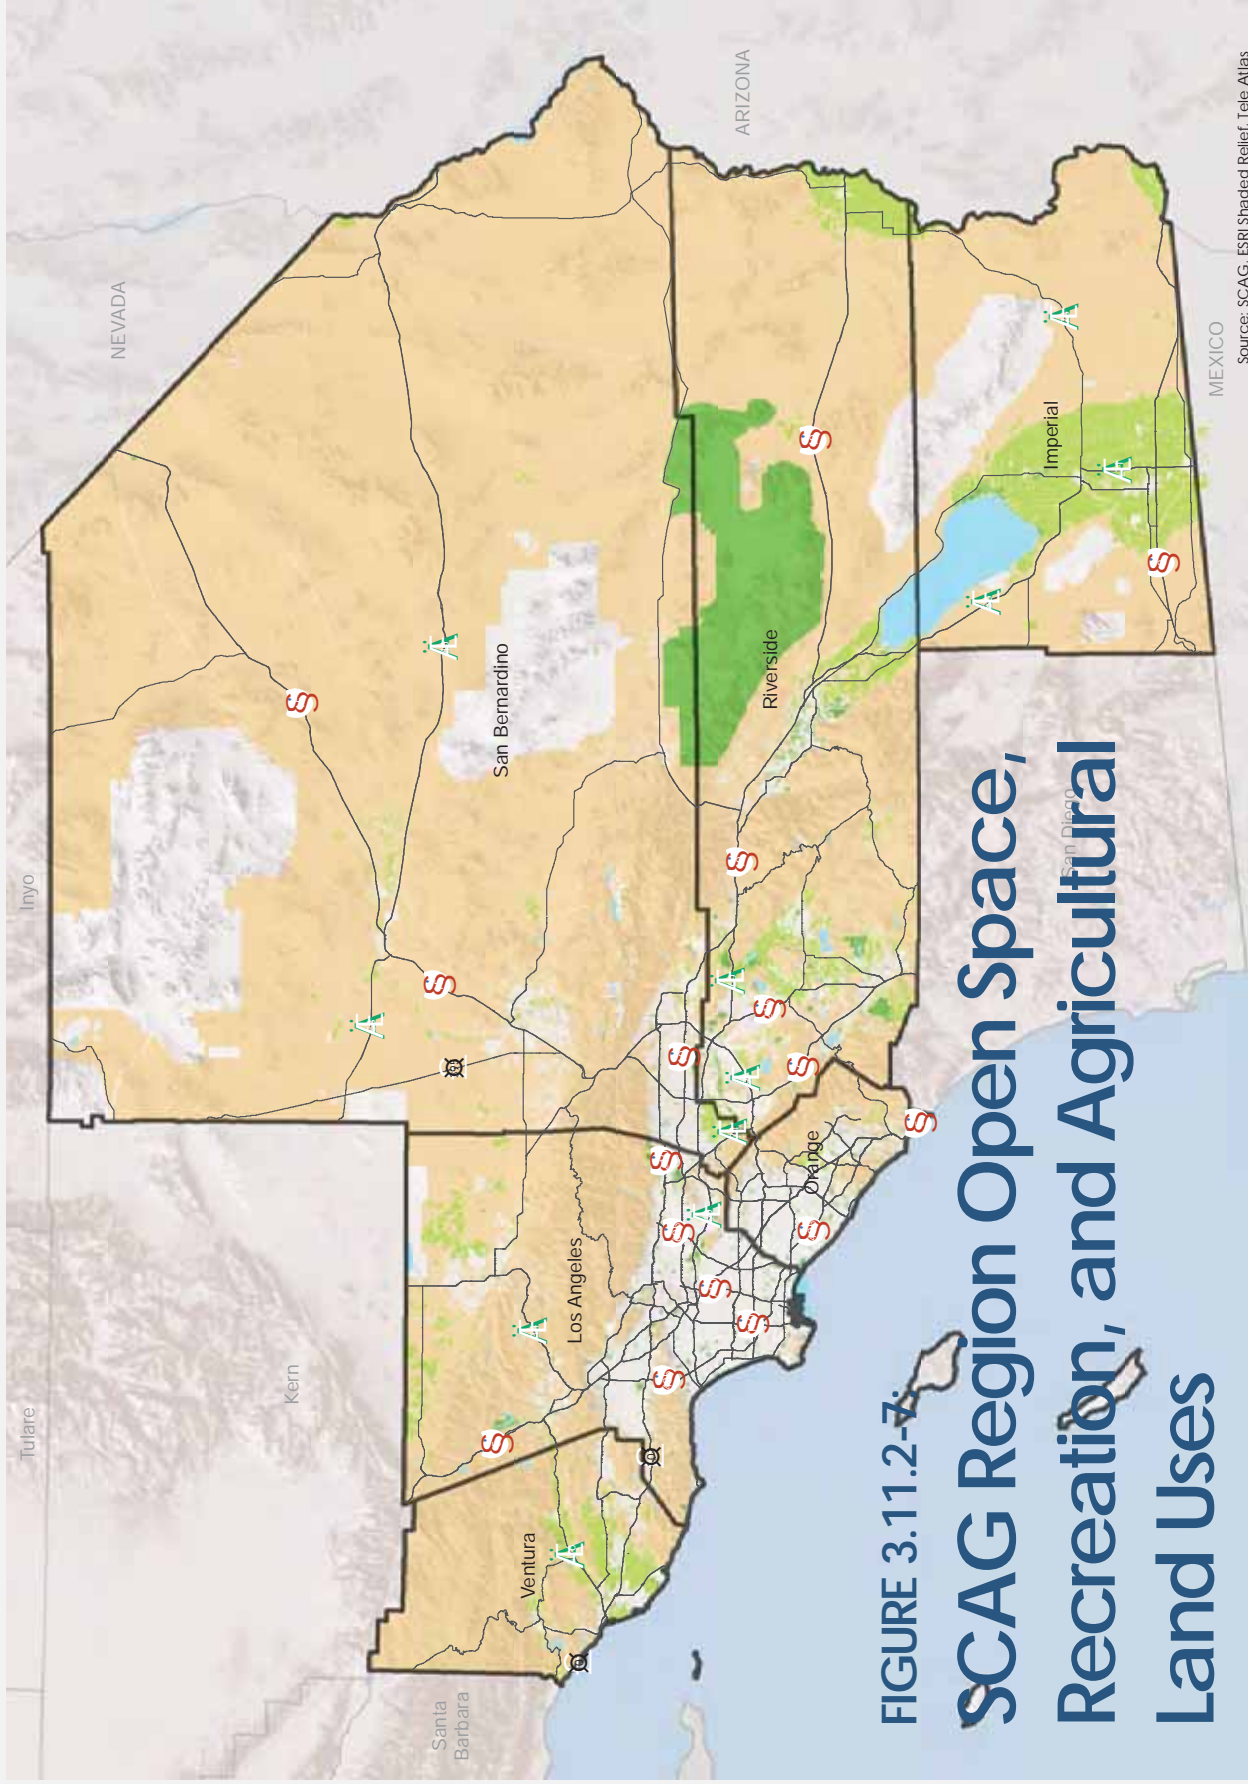 Tulare
Inyo
Kern
NEVADA
ARIZONA
Santa
Barbara
Ventura
Los Angeles
San Bernardino
Orange
Riverside
Imperial
San Diego
MEXICO
FIGURE 3.11.2-7:
SCAG Region Open Space,
Recreation, and Agricultural
Land Uses
Source: SCAG, ESRI Shaded Relief, Tele Atlas